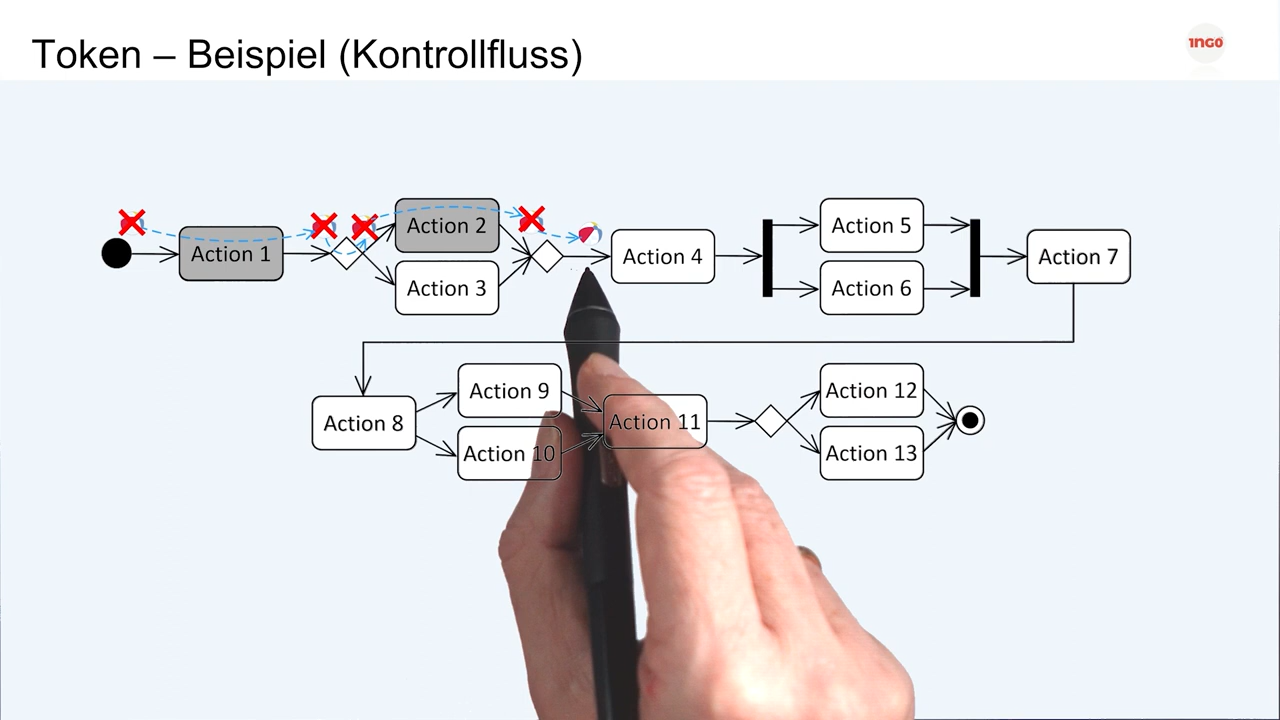 Token – Beispiel (Kontrollfluss)
1NGO
Action 1
Action 2
Action 3
Action 4
Action 5
Action 6
Action 7
Action 8
Action 9
Action 10
Action 11
Action 12
Action 13